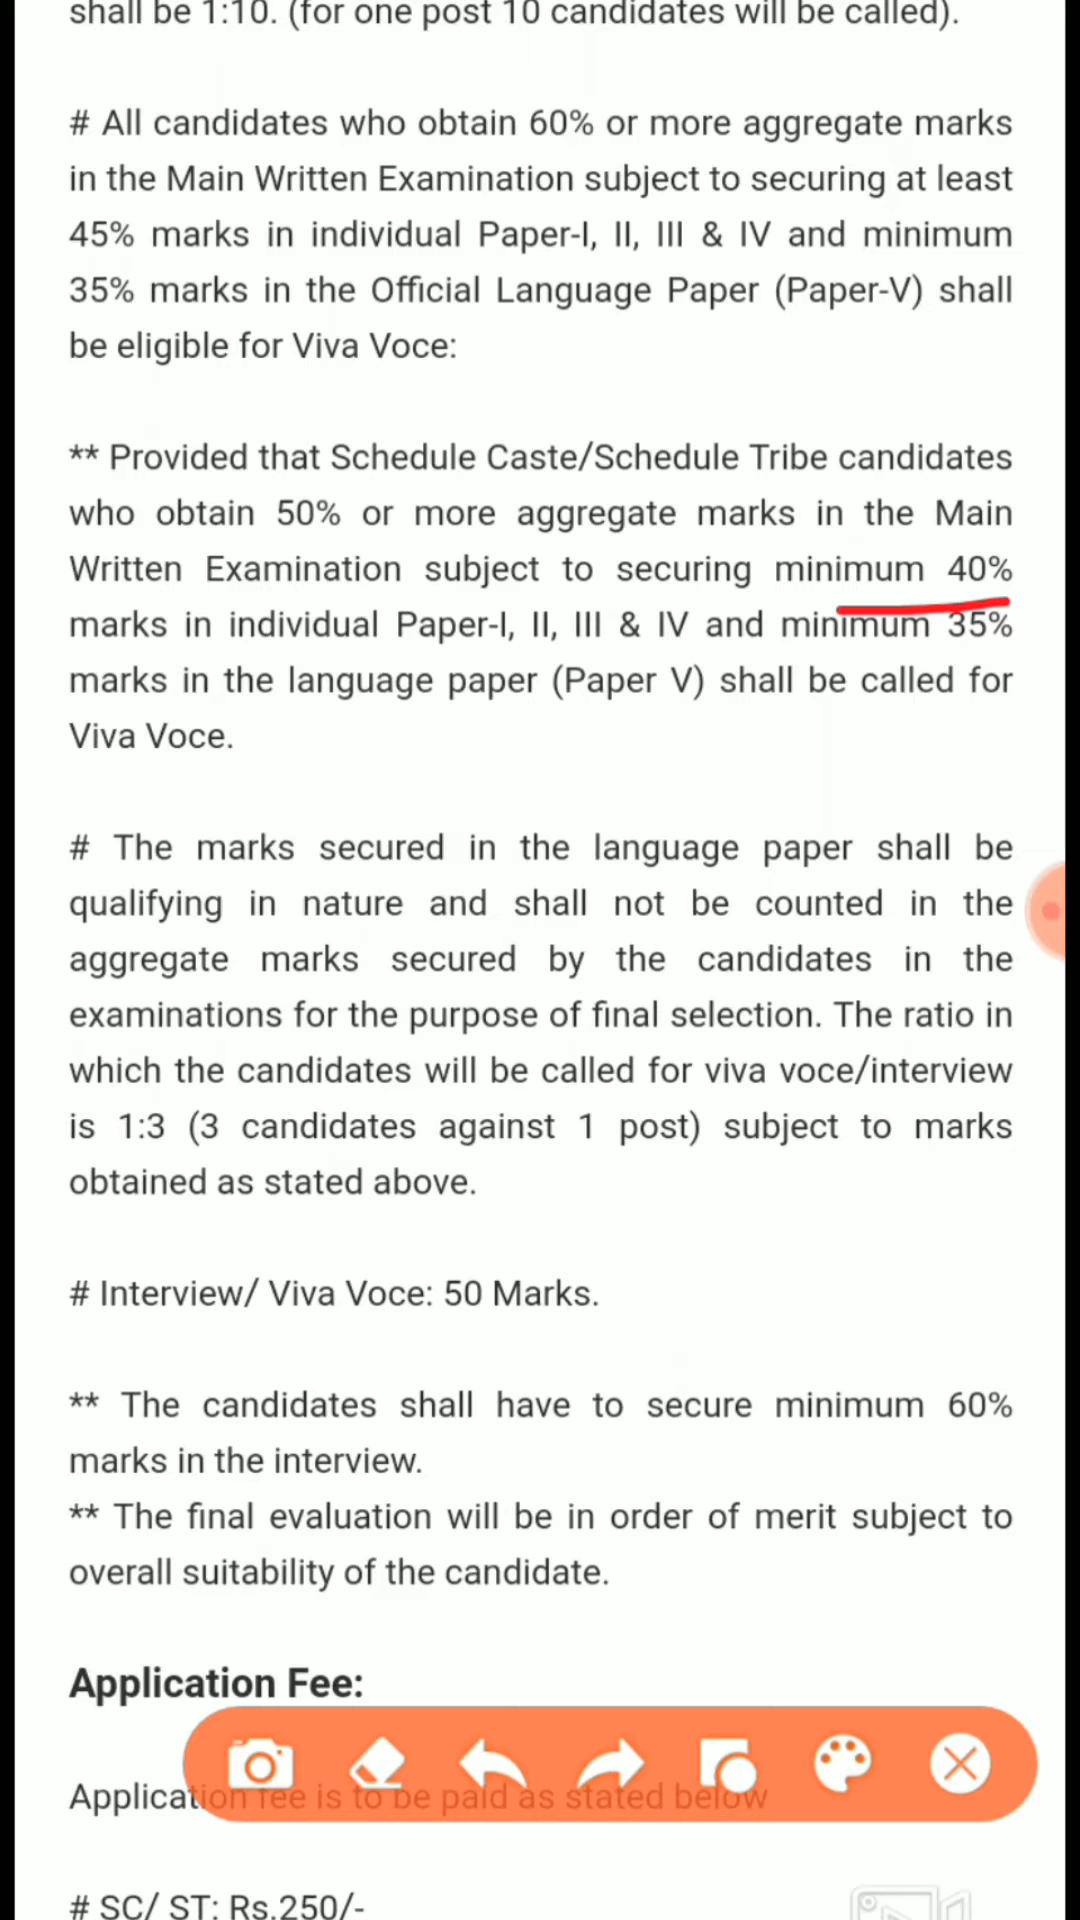 shall be 1:10. (for one post 10 candidates will be called).
# All candidates who obtain 60% or more aggregate marks
in the Main Written Examination subject to securing at least
45% marks in individual Paper-I, II, III & IV and minimum
35% marks in the Official Language Paper (Paper-V) shall
be eligible for Viva Voce:
** Provided that Schedule Caste/Schedule Tribe candidates
who obtain 50% or more aggregate marks in the Main
Written Examination subject to securing minimum 40%
marks in individual Paper-I, II, III & IV and minimum 35%
marks in the language paper (Paper V) shall be called for
Viva Voce.
# The marks secured in the language paper shall be
qualifying in nature and shall not be counted in the
aggregate marks secured by the candidates in the
examinations for the purpose of final selection. The ratio in
which the candidates will be called for viva voce/interview
is 1:3 (3 candidates against 1 post) subject to marks
obtained as stated above.
# Interview/ Viva Voce: 50 Marks.
** The candidates shall have to secure minimum 60%
marks in the interview.
** The final evaluation will be in order of merit subject to
overall suitability of the candidate.
Application Fee:
Application fee is to be paid as stated below
# SC/ ST: Rs.250/-